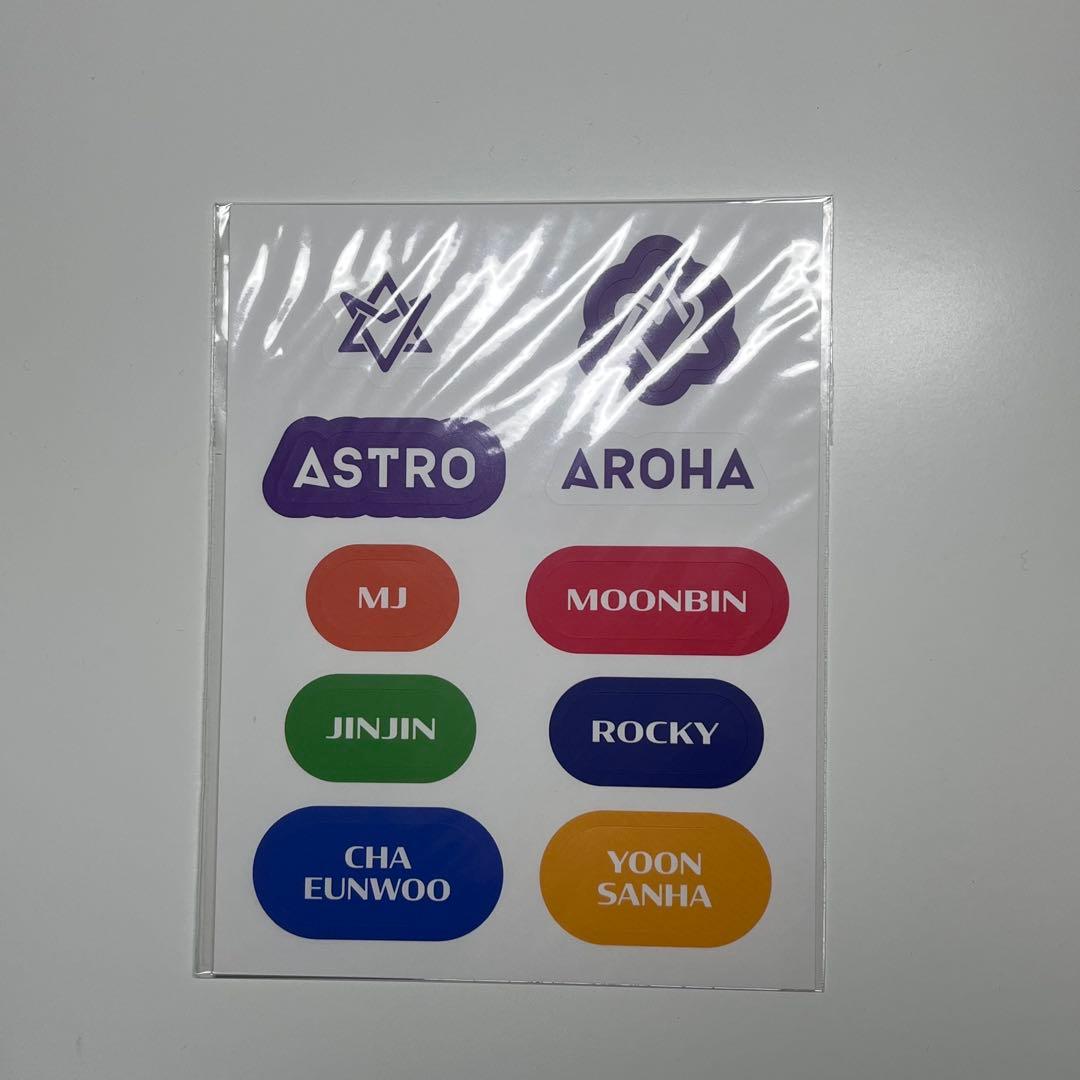 ASTRO
AROHA
MJ
MOONBIN
JINJIN
ROCKY
CHA
EUNWOO
YOON
SANHA